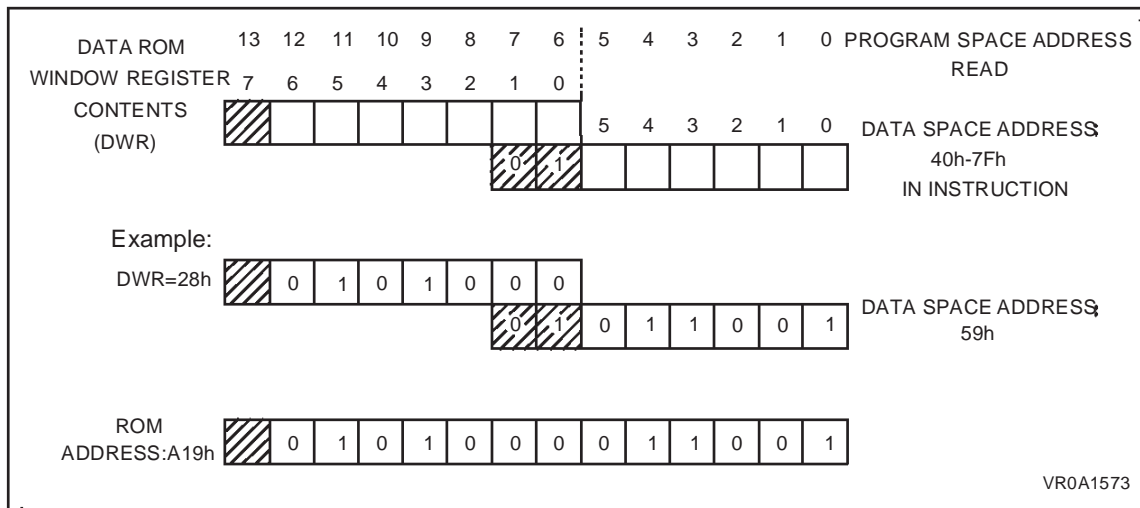 DATA ROM
WINDOW REGISTER
CONTENTS
(DWR)
13 12 11 10 9 8 7 6 5 4 3 2 1 0
7 6 5 4 3 2 1 0
PROGRAM SPACE ADDRESS
READ
5 4 3 2 1 0
0 1
DATA SPACE ADDRESS:
40h-7Fh
IN INSTRUCTION
Example:
DWR=28h
0 1 0 1 0 0 0
0 1 0 1 1 0 0 1
DATA SPACE ADDRESS:
59h
ROM
ADDRESS:A19h
0 1 0 1 0 0 0 0 1 1 0 0 1
VR0A1573